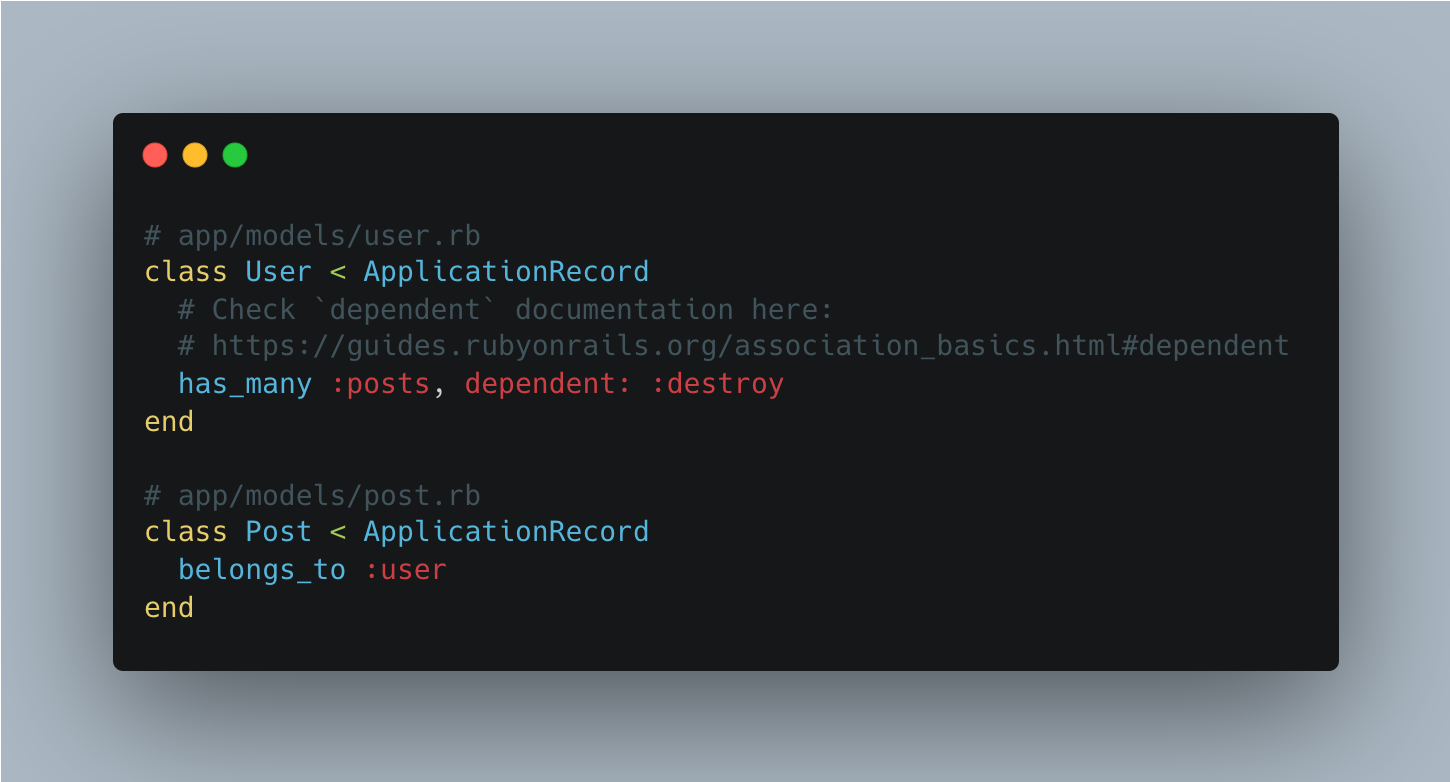 # app/models/user.rb
class User < ApplicationRecord
  # Check `dependent` documentation here:
  # https://guides.rubyonrails.org/association_basics.html#dependent
  has_many :posts, dependent: :destroy
end

# app/models/post.rb
class Post < ApplicationRecord
  belongs_to :user
end